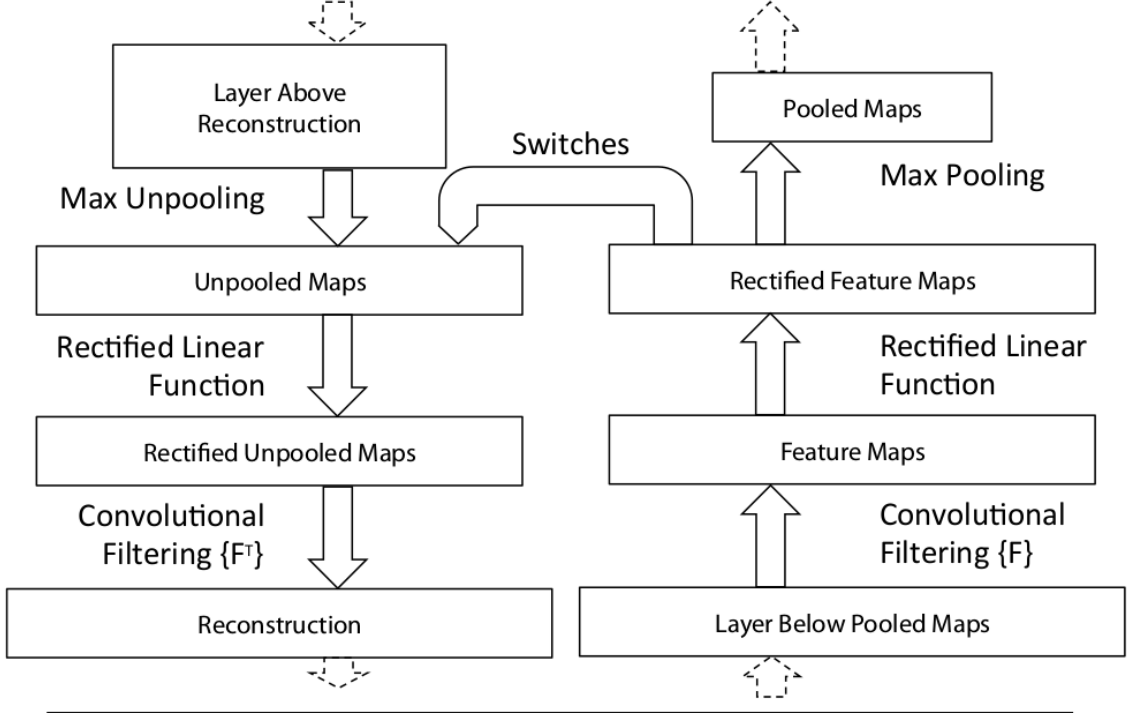 Layer Above
Reconstruction
Pooled Maps
Switches
Max Unpooling
Max Pooling
Unpooled Maps
Rectified Feature Maps
Rectified Linear
Function
Rectified Linear
Function
Rectified Unpooled Maps
Feature Maps
Convolutional
Filtering {Fᵀ}
Convolutional
Filtering {F}
Reconstruction
Layer Below Pooled Maps